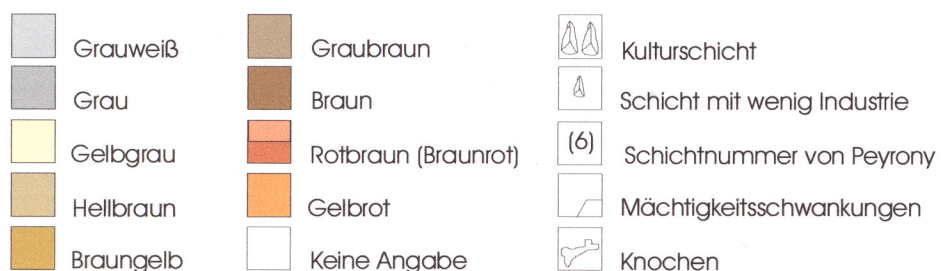 Grauweiß
Grau
Gelbgrau
Hellbraun
Braungelb
Graubraun
Braun
Rotbraun (Braunrot)
Gelbrot
Keine Angabe
Kulturschicht
Schicht mit wenig Industrie
(6) Schichtnummer von Peyrony
Mächtigkeitsschwankungen
Knochen